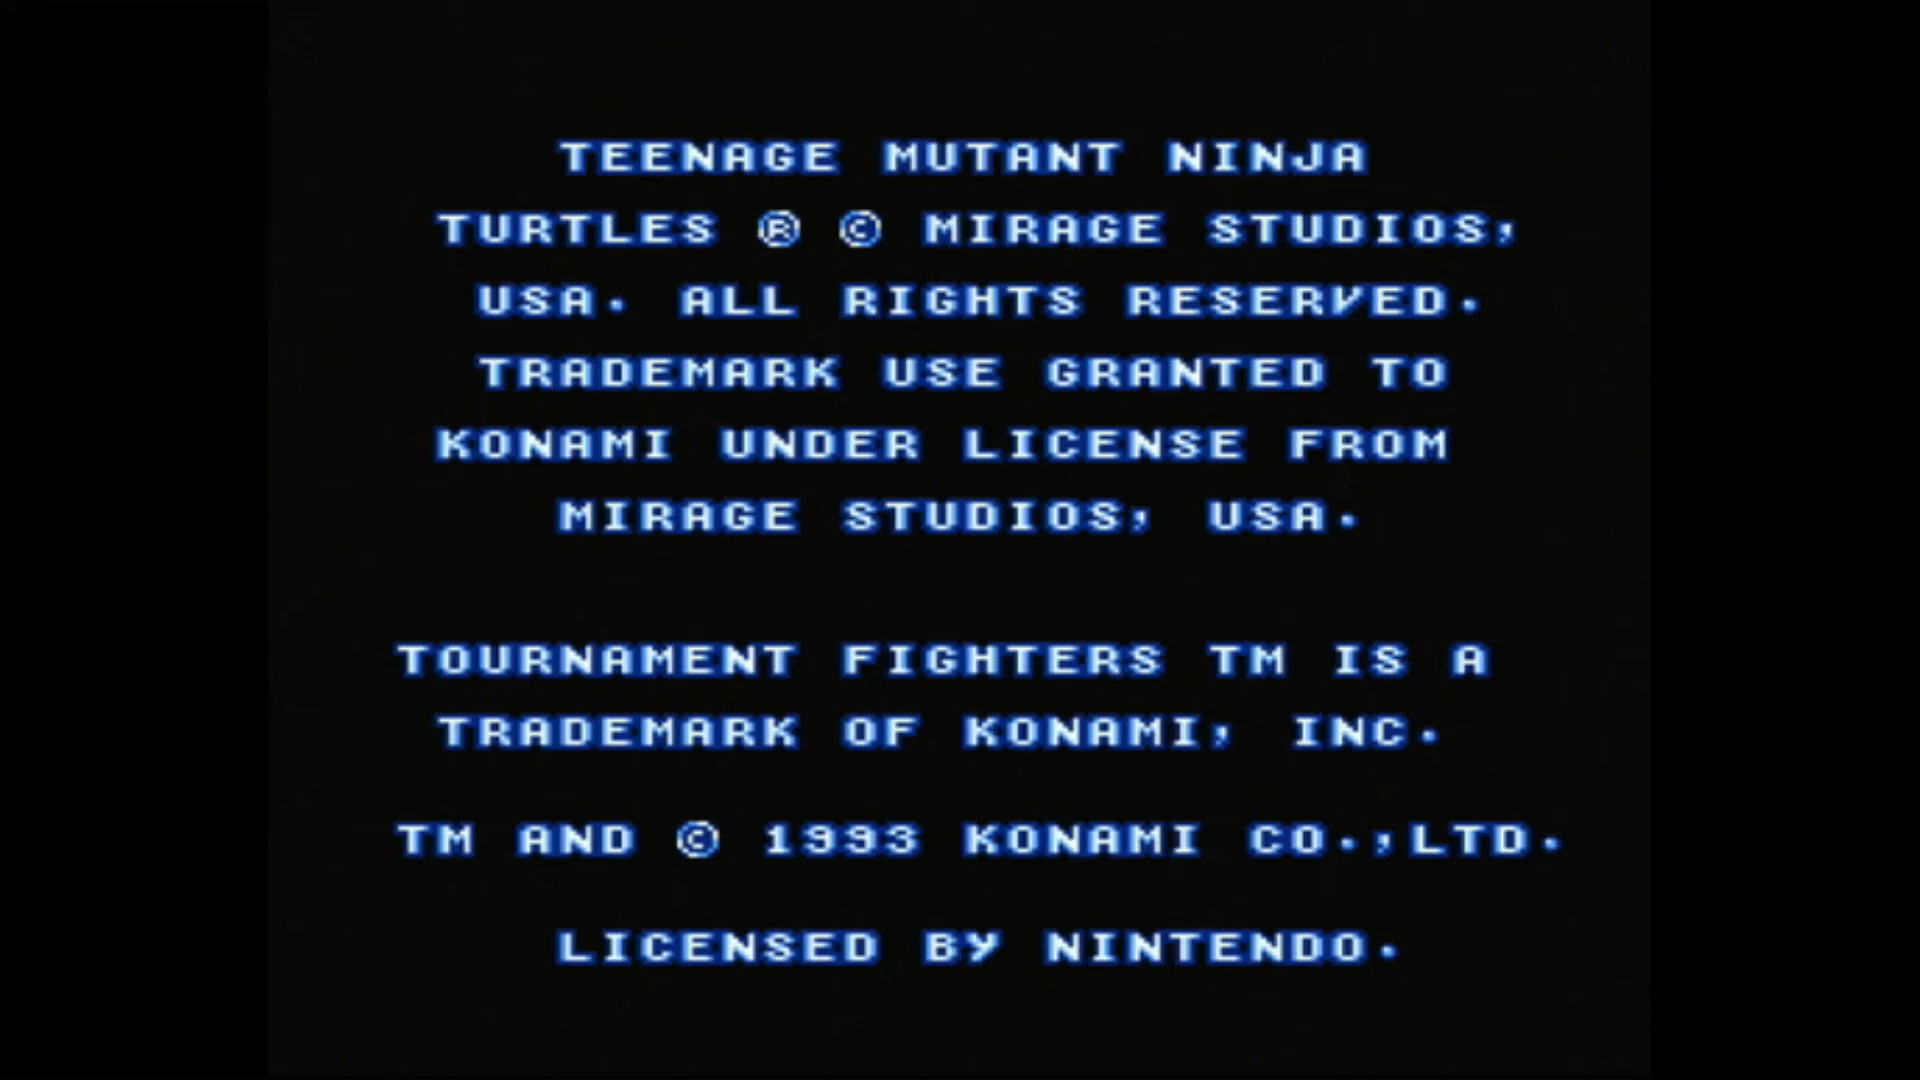 TEENAGE MUTANT NINJA
TURTLES ® © MIRAGE STUDIOS,
USA. ALL RIGHTS RESERVED.
TRADEMARK USE GRANTED TO
KONAMI UNDER LICENSE FROM
MIRAGE STUDIOS, USA.
TOURNAMENT FIGHTERS TM IS A
TRADEMARK OF KONAMI, INC.
TM AND © 1993 KONAMI CO.,LTD.
LICENSED BY NINTENDO.